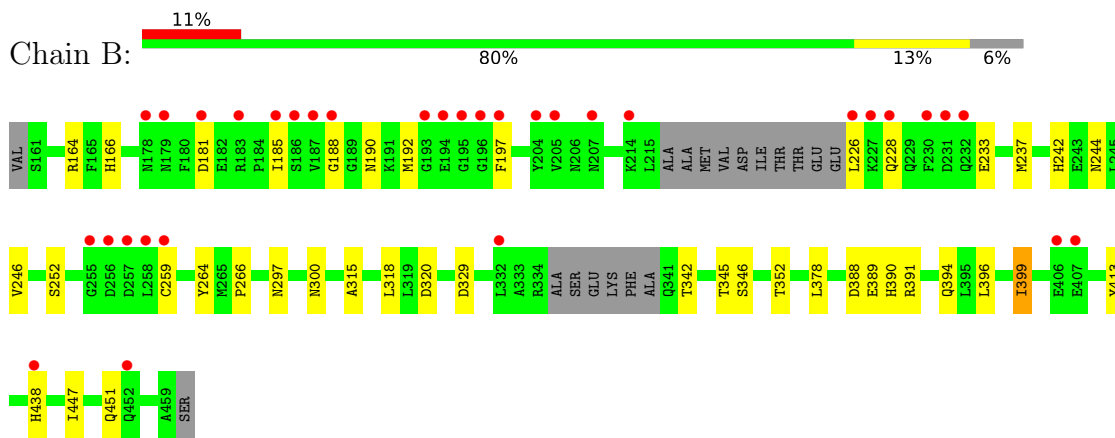 11%
Chain B:
80% 13% 6%
VAL S161 R164 F165 H166 N178 N179 F180 D181 E182 R183 P184 I185 S186 V187 G188 G189 N190 K191 M192 G193 E194 G195 G196 F197 Y204 V205 N206 N207 K214 L215 ALA ALA MET VAL ASP ILE THR THR GLU GLU L226 K227 Q228 Q229 F230 D231 Q232 E233 M237 H242 E243 N244 L245
V246 S252 G255 D256 D257 L258 C259 Y264 M265 P266 N297 N300 A315 L318 L319 D320 D329 L332 A333 R334 ALA SER GLU LYS PHE ALA Q341 T342 T345 S346 T352 L378 D388 E389 H390 R391 Q394 L395 L396 I399 E406 E407 Y413
H438 I447 Q451 Q452 A459 SER